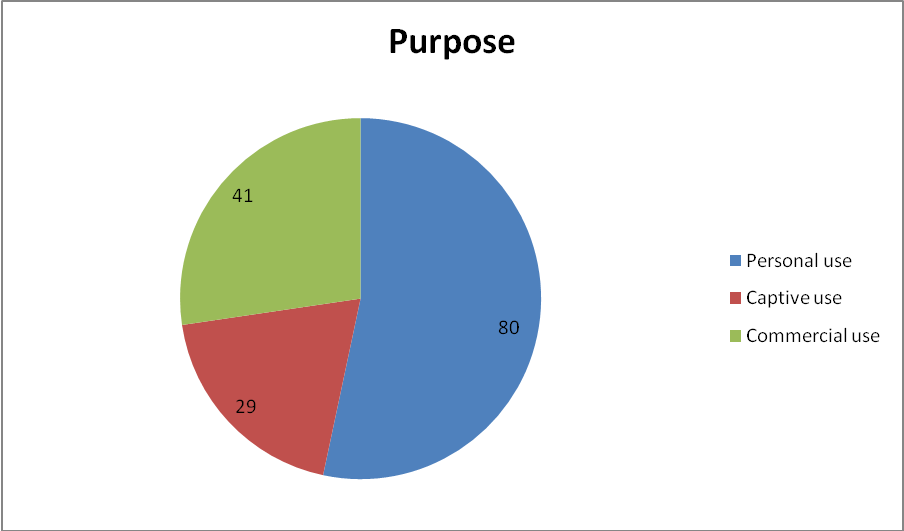 Purpose
41
80
29
Personal use
Captive use
Commercial use